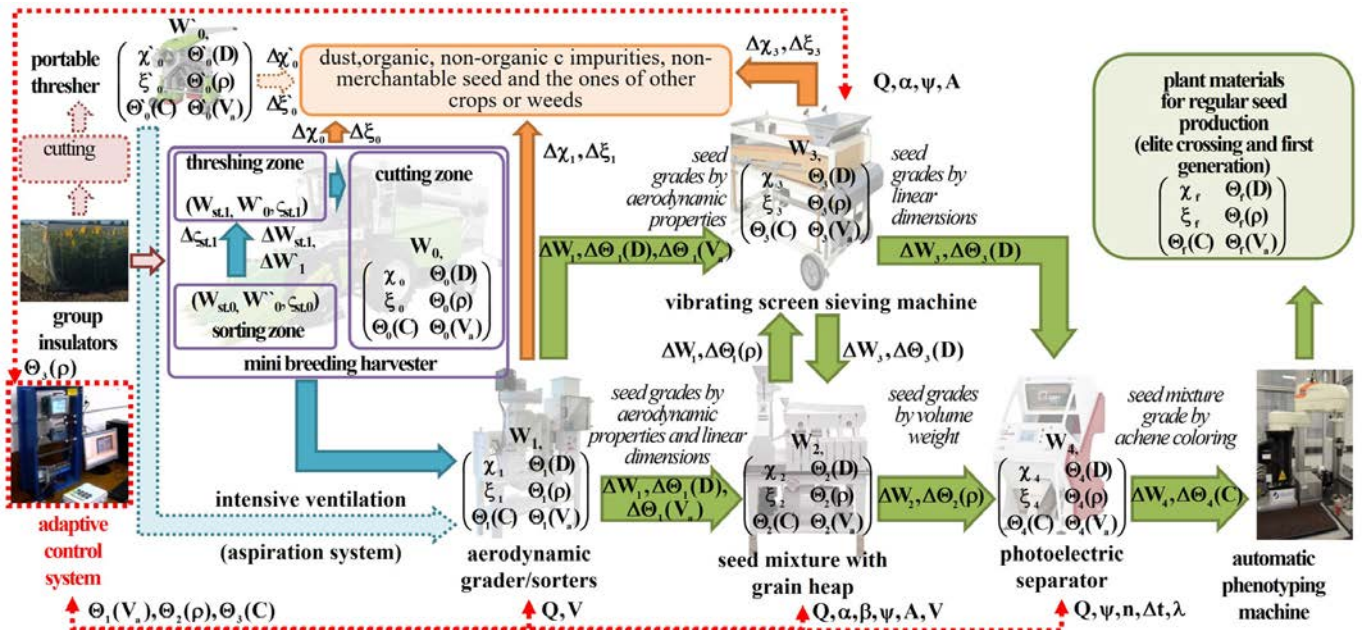 W`0,
χ`0 Θ`0(D)
ξ`0 Θ`0(ρ)
Θ`0(C) Θ`0(Va)
portable
thresher
cutting
group
insulators
Θ3(ρ)
adaptive
control
system
Δχ`0
Δξ`0
dust,organic, non-organic c impurities, non-
merchantable seed and the ones of other
crops or weeds
Δχ3, Δξ3
Q, α, ψ, A
Δχ0 Δξ0
Δχ1, Δξ1
threshing zone
(Wst.1, W`0, ςst.1)
Δςst.1
ΔWst.1,
ΔW`1
(Wst.0, W``0, ςst.0)
sorting zone
cutting zone
W0,
χ0 Θ0(D)
ξ0 Θ0(ρ)
Θ0(C) Θ0(Va)
mini breeding harvester
seed
grades by
aerodynamic
properties
ΔW1, ΔΘ1(D), ΔΘ1(Va)
W3,
χ3 Θ3(D)
ξ3 Θ3(ρ)
Θ3(C) Θ3(Va)
vibrating screen sieving machine
seed
grades by
linear
dimensions
ΔW3, ΔΘ3(D)
plant materials
for regular seed
production
(elite crossing and first
generation)
χf Θf(D)
ξf Θf(ρ)
Θf(C) Θf(Va)
ΔW1, ΔΘ1(ρ)
ΔW3, ΔΘ3(D)
intensive ventilation
(aspiration system)
W1,
χ1 Θ1(D)
ξ1 Θ1(ρ)
Θ1(C) Θ1(Va)
aerodynamic
grader/sorters
seed grades by
aerodynamic
properties and linear
dimensions
ΔW1, ΔΘ1(D),
ΔΘ1(Va)
W2,
χ2 Θ2(D)
ξ2 Θ2(ρ)
Θ2(C) Θ2(Va)
seed mixture with
grain heap
seed grades
by volume
weight
ΔW2, ΔΘ2(ρ)
W4,
χ4 Θ4(D)
ξ4 Θ4(ρ)
Θ4(C) Θ4(Va)
photoelectric
separator
seed mixture
grade by
achene coloring
ΔW4, ΔΘ4(C)
automatic
phenotyping
machine
Θ1(Va), Θ2(ρ), Θ3(C)
Q, V
Q, α, β, ψ, A, V
Q, ψ, n, Δt, λ